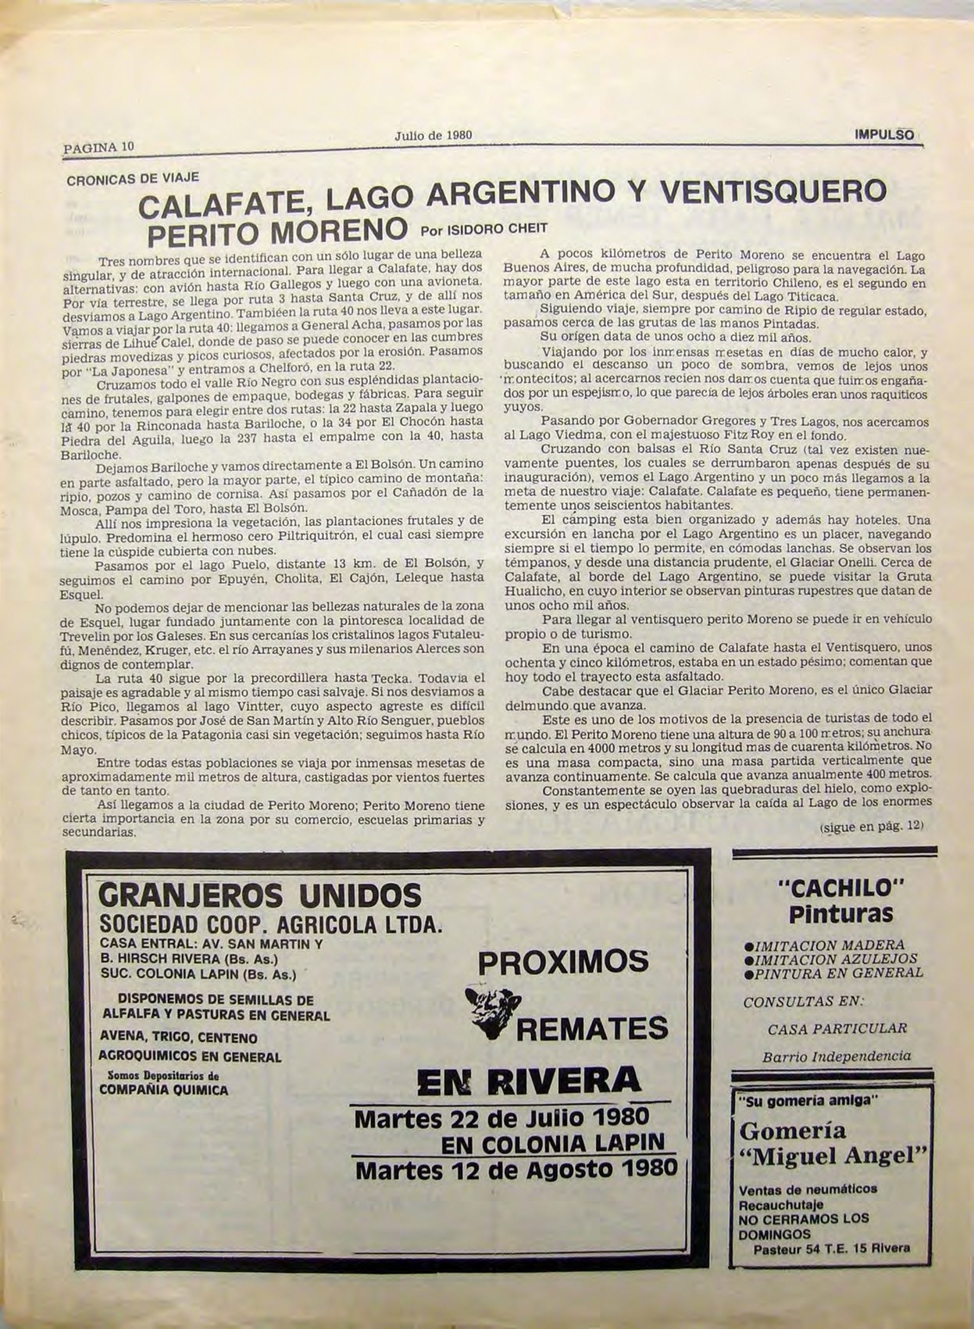 PAGINA 10
Julio de 1980
IMPULSO
CRONICAS DE VIAJE
CALAFATE, LAGO ARGENTINO Y VENTISQUERO
PERITO MORENO Por ISIDORO CHEIT
Tres nombres que se identifican con un sólo lugar de una belleza
singular, y de atracción internacional. Para llegar a Calafate, hay dos
alternativas: con avión hasta Río Gallegos y luego con una avioneta.
Por vía terrestre, se llega por ruta 3 hasta Santa Cruz, y de allí nos
desviamos a Lago Argentino. Tambiéen la ruta 40 nos lleva a este lugar.
Vamos a viajar por la ruta 40: llegamos a General Acha, pasamos por las
sierras de Lihué Calel, donde de paso se puede conocer en las cumbres
piedras movedizas y picos curiosos, afectados por la erosión. Pasamos
por "La Japonesa" y entramos a Chelforó, en la ruta 22.
Cruzamos todo el valle Río Negro con sus espléndidas plantacio-
nes de frutales, galpones de empaque, bodegas y fábricas. Para seguir
camino, tenemos para elegir entre dos rutas: la 22 hasta Zapala y luego
la 40 por la Rinconada hasta Bariloche, o la 34 por El Chocón hasta
Piedra del Aguila, luego la 237 hasta el empalme con la 40, hasta
Bariloche.
Dejamos Bariloche y vamos directamente a El Bolsón. Un camino
en parte asfaltado, pero la mayor parte, el típico camino de montaña:
ripio, pozos y camino de cornisa. Así pasamos por el Cañadón de la
Mosca, Pampa del Toro, hasta El Bolsón.
Allí nos impresiona la vegetación, las plantaciones frutales y de
lúpulo. Predomina el hermoso cero Piltriquitrón, el cual casi siempre
tiene la cúspide cubierta con nubes.
Pasamos por el lago Puelo, distante 13 km. de El Bolsón, y
seguimos el camino por Epuyén, Cholita, El Cajón, Leleque hasta
Esquel.
No podemos dejar de mencionar las bellezas naturales de la zona
de Esquel, lugar fundado juntamente con la pintoresca localidad de
Trevelin por los Galeses. En sus cercanías los cristalinos lagos Futaleu-
fú, Menéndez, Kruger, etc. el río Arrayanes y sus milenarios Alerces son
dignos de contemplar.
La ruta 40 sigue por la precordillera hasta Tecka. Todavía el
paisaje es agradable y al mismo tiempo casi salvaje. Si nos desviamos a
Río Pico, llegamos al lago Vintter, cuyo aspecto agreste es difícil
describir. Pasamos por José de San Martín y Alto Río Senguer, pueblos
chicos, típicos de la Patagonia casi sin vegetación; seguimos hasta Río
Mayo.
Entre todas estas poblaciones se viaja por inmensas mesetas de
aproximadamente mil metros de altura, castigadas por vientos fuertes
de tanto en tanto.
Así llegamos a la ciudad de Perito Moreno; Perito Moreno tiene
cierta importancia en la zona por su comercio, escuelas primarias y
secundarias.
A pocos kilómetros de Perito Moreno se encuentra el Lago
Buenos Aires, de mucha profundidad, peligroso para la navegación. La
mayor parte de este lago esta en territorio Chileno, es el segundo en
tamaño en América del Sur, después del Lago Titicaca.
Siguiendo viaje, siempre por camino de Ripio de regular estado,
pasamos cerca de las grutas de las manos Pintadas.
Su orígen data de unos ocho a diez mil años.
Viajando por los inmensas mesetas en días de mucho calor, y
buscando el descanso un poco de sombra, vemos de lejos unos
montecitos; al acercarnos recien nos damos cuenta que fuimos engaña-
dos por un espejismo, lo que parecía de lejos árboles eran unos raquíticos
yuyos.
Pasando por Gobernador Gregores y Tres Lagos, nos acercamos
al Lago Viedma, con el majestuoso Fitz Roy en el fondo.
Cruzando con balsas el Río Santa Cruz (tal vez existen nue-
vamente puentes, los cuales se derrumbaron apenas después de su
inauguración), vemos el Lago Argentino y un poco más llegamos a la
meta de nuestro viaje: Calafate. Calafate es pequeño, tiene permanen-
temente unos seiscientos habitantes.
El cámping esta bien organizado y además hay hoteles. Una
excursión en lancha por el Lago Argentino es un placer, navegando
siempre si el tiempo lo permite, en cómodas lanchas. Se observan los
témpanos, y desde una distancia prudente, el Glaciar Onelli. Cerca de
Calafate, al borde del Lago Argentino, se puede visitar la Gruta
Hualicho, en cuyo interior se observan pinturas rupestres que datan de
unos ocho mil años.
Para llegar al ventisquero perito Moreno se puede ir en vehículo
propio o de turismo.
En una época el camino de Calafate hasta el Ventisquero, unos
ochenta y cinco kilómetros, estaba en un estado pésimo; comentan que
hoy todo el trayecto esta asfaltado.
Cabe destacar que el Glaciar Perito Moreno, es el único Glaciar
delmundo que avanza.
Este es uno de los motivos de la presencia de turistas de todo el
mundo. El Perito Moreno tiene una altura de 90 a 100 metros; su anchura
se calcula en 4000 metros y su longitud mas de cuarenta kilómetros. No
es una masa compacta, sino una masa partida verticalmente que
avanza continuamente. Se calcula que avanza anualmente 400 metros.
Constantemente se oyen las quebraduras del hielo, como explo-
siones, y es un espectáculo observar la caída al Lago de los enormes
(sigue en pág. 12)
GRANJEROS UNIDOS
SOCIEDAD COOP. AGRICOLA LTDA.
CASA ENTRAL: AV. SAN MARTIN Y
B. HIRSCH RIVERA (Bs. As.)
SUC. COLONIA LAPIN (Bs. As.)
DISPONEMOS DE SEMILLAS DE
ALFALFA Y PASTURAS EN GENERAL
AVENA, TRIGO, CENTENO
AGROQUIMICOS EN GENERAL
Somos Depositarios de
COMPAÑIA QUIMICA
PROXIMOS
REMATES
EN RIVERA
Martes 22 de Julio 1980
EN COLONIA LAPIN
Martes 12 de Agosto 1980
"CACHILO"
Pinturas
●IMITACION MADERA
●IMITACION AZULEJOS
●PINTURA EN GENERAL
CONSULTAS EN:
CASA PARTICULAR
Barrio Independencia
"Su gomería amiga"
Gomería
"Miguel Angel"
Ventas de neumáticos
Recauchutaje
NO CERRAMOS LOS
DOMINGOS
Pasteur 54 T.E. 15 Rivera